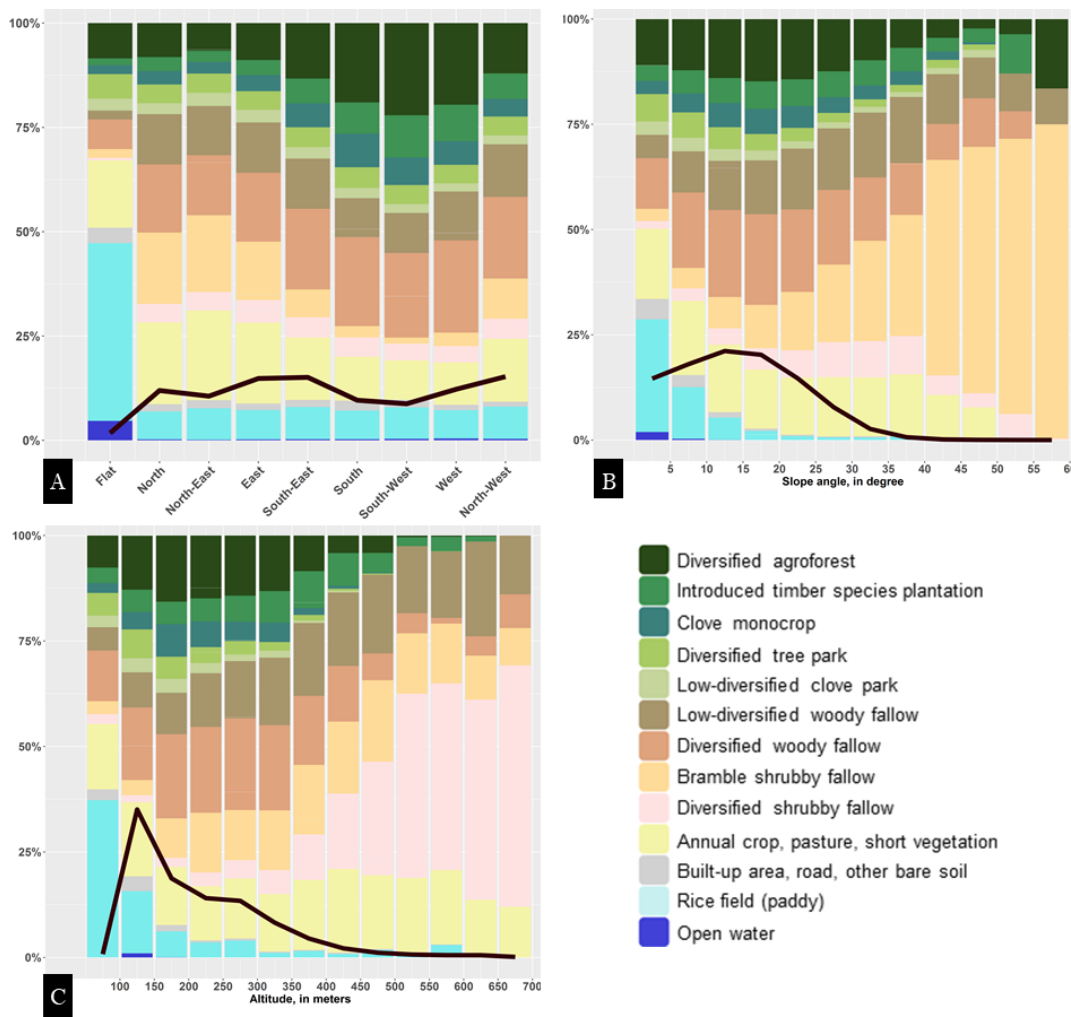 100%
75%
50%
25%
0%
A
Flat
North
North-East
East
South-East
South
South-West
West
North-West
100%
75%
50%
25%
0%
B
5 10 15 20 25 30 35 40 45 50 55 60
Slope angle, in degree
100%
75%
50%
25%
0%
C
100 150 200 250 300 350 400 450 500 550 600 650 700
Altitude, in meters
Diversified agroforest
Introduced timber species plantation
Clove monocrop
Diversified tree park
Low-diversified clove park
Low-diversified woody fallow
Diversified woody fallow
Bramble shrubby fallow
Diversified shrubby fallow
Annual crop, pasture, short vegetation
Built-up area, road, other bare soil
Rice field (paddy)
Open water